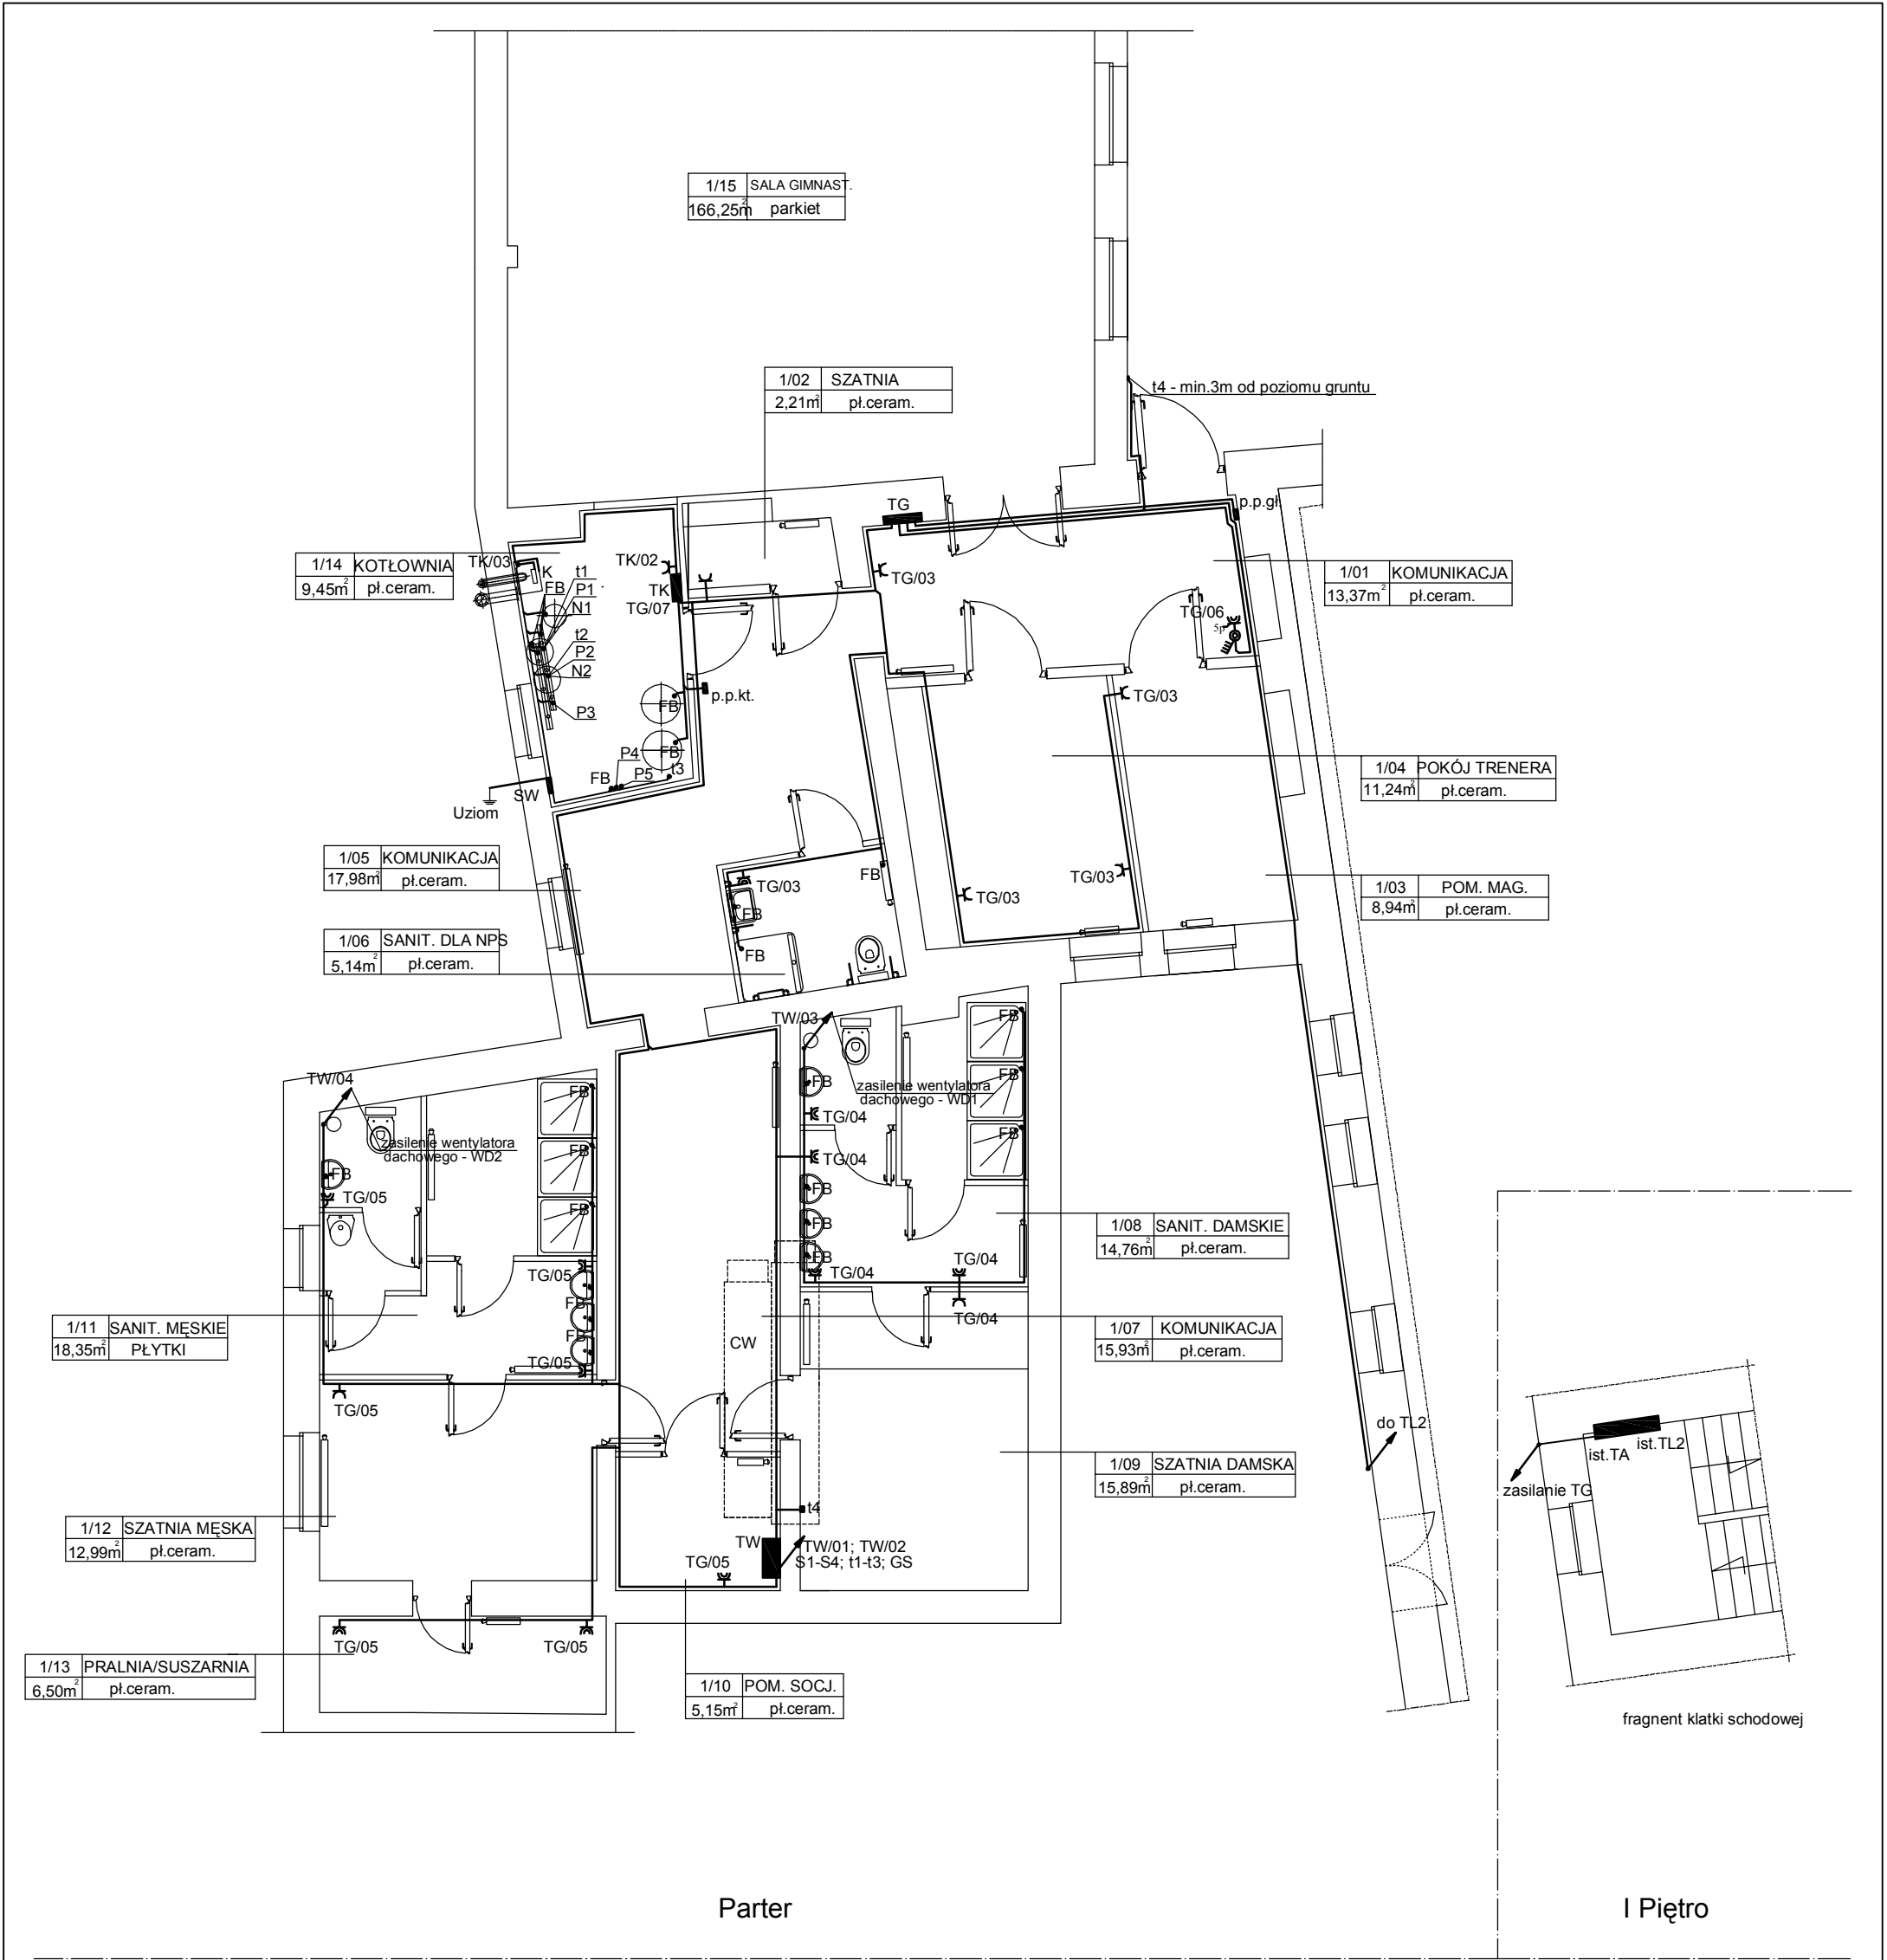 1/15 SALA GIMNAST.
166,25m² parkiet
1/02 SZATNIA
2,21m² pł.ceram.
t4 - min.3m od poziomu gruntu
TG
p.p.gł.
1/14 KOTŁOWNIA
9,45m² pł.ceram.
TK/03
K
t1
FB
P1
N1
t2
P2
N2
P3
TK/02
TK
TG/07
TG/03
1/01 KOMUNIKACJA
13,37m² pł.ceram.
TG/06
5p
p.p.kt.
FB
FB
TG/03
P4
FB
P5
t3
SW
Uziom
1/04 POKÓJ TRENERA
11,24m² pł.ceram.
1/05 KOMUNIKACJA
17,98m² pł.ceram.
TG/03
FB
FB
FB
TG/03
TG/03
1/03 POM. MAG.
8,94m² pł.ceram.
1/06 SANIT. DLA NPS
5,14m² pł.ceram.
TW/03
FB
FB
FB
FB
zasilenie wentylatora
dachowego - WD1
TG/04
TG/04
FB
FB
FB
TG/04
TG/04
TG/04
TW/04
FB
FB
FB
zasilenie wentylatora
dachowego - WD2
FB
TG/05
TG/05
FB
FB
TG/05
TG/05
1/08 SANIT. DAMSKIE
14,76m² pł.ceram.
1/11 SANIT. MĘSKIE
18,35m² PŁYTKI
CW
1/07 KOMUNIKACJA
15,93m² pł.ceram.
do TL2
ist.TA
ist.TL2
zasilanie TG
1/09 SZATNIA DAMSKA
15,89m² pł.ceram.
1/12 SZATNIA MĘSKA
12,99m² pł.ceram.
t4
TW
TW/01; TW/02
S1-S4; t1-t3; GS
TG/05
TG/05
TG/05
1/13 PRALNIA/SUSZARNIA
6,50m² pł.ceram.
1/10 POM. SOCJ.
5,15m² pł.ceram.
fragnent klatki schodowej
Parter
I Piętro